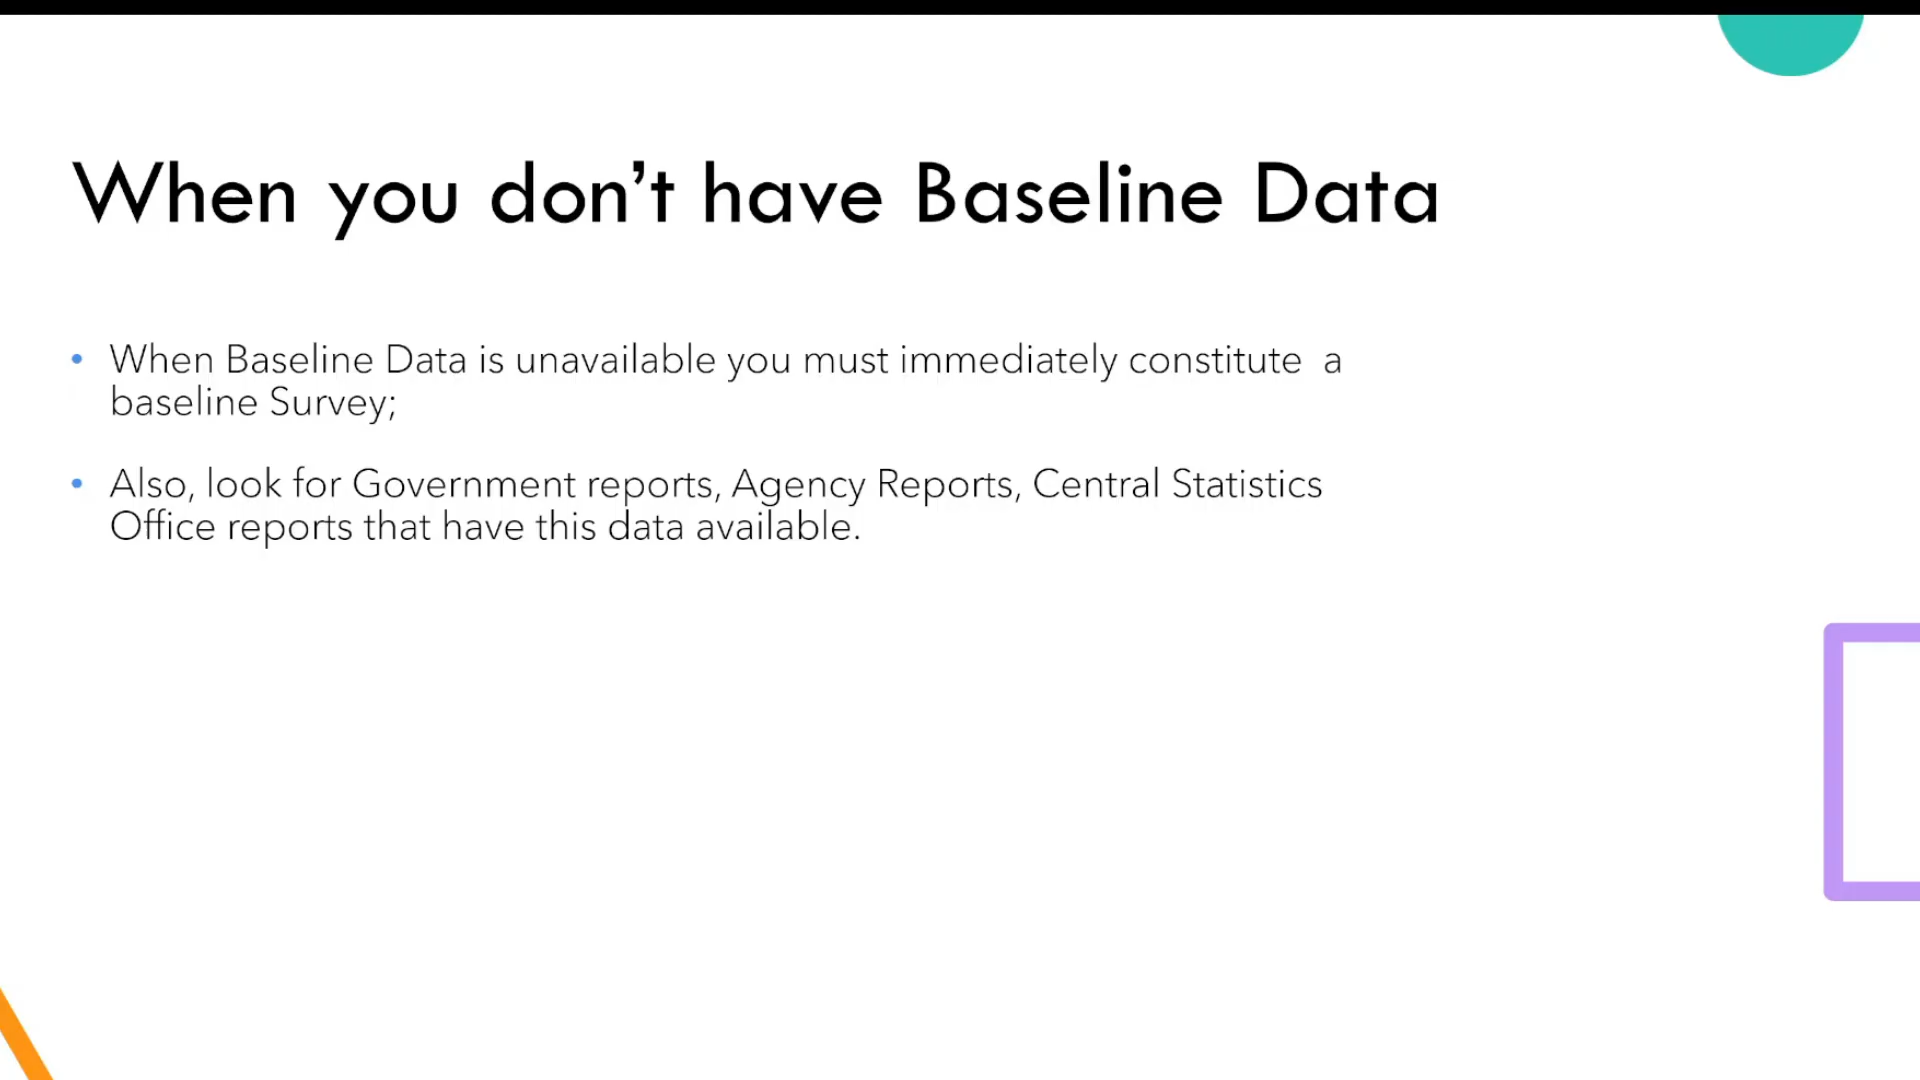 When you don’t have Baseline Data
• When Baseline Data is unavailable you must immediately constitute  a
baseline Survey;
• Also, look for Government reports, Agency Reports, Central Statistics
Office reports that have this data available.